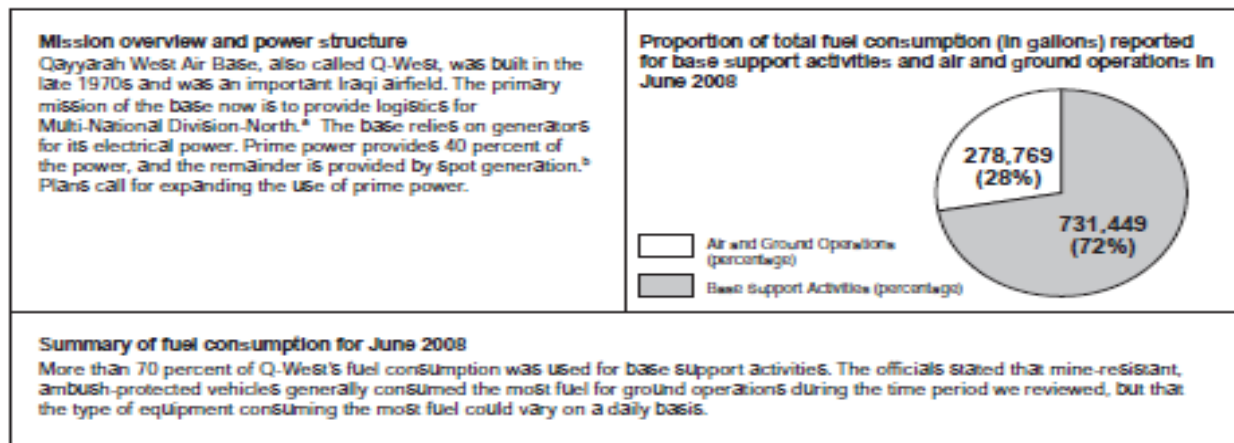 Mission overview and power structure
Qayyarah West Air Base, also called Q-West, was built in the
late 1970s and was an important Iraqi airfield. The primary
mission of the base now is to provide logistics for
Multi-National Division-North.ᵃ The base relies on generators
for its electrical power. Prime power provides 40 percent of
the power, and the remainder is provided by spot generation.ᵇ
Plans call for expanding the use of prime power.
Proportion of total fuel consumption (in gallons) reported
for base support activities and air and ground operations in
June 2008
278,769
(28%)
731,449
(72%)
Air and Ground Operations
(percentage)
Base Support Activities (percentage)
Summary of fuel consumption for June 2008
More than 70 percent of Q-West's fuel consumption was used for base support activities. The officials stated that mine-resistant,
ambush-protected vehicles generally consumed the most fuel for ground operations during the time period we reviewed, but that
the type of equipment consuming the most fuel could vary on a daily basis.